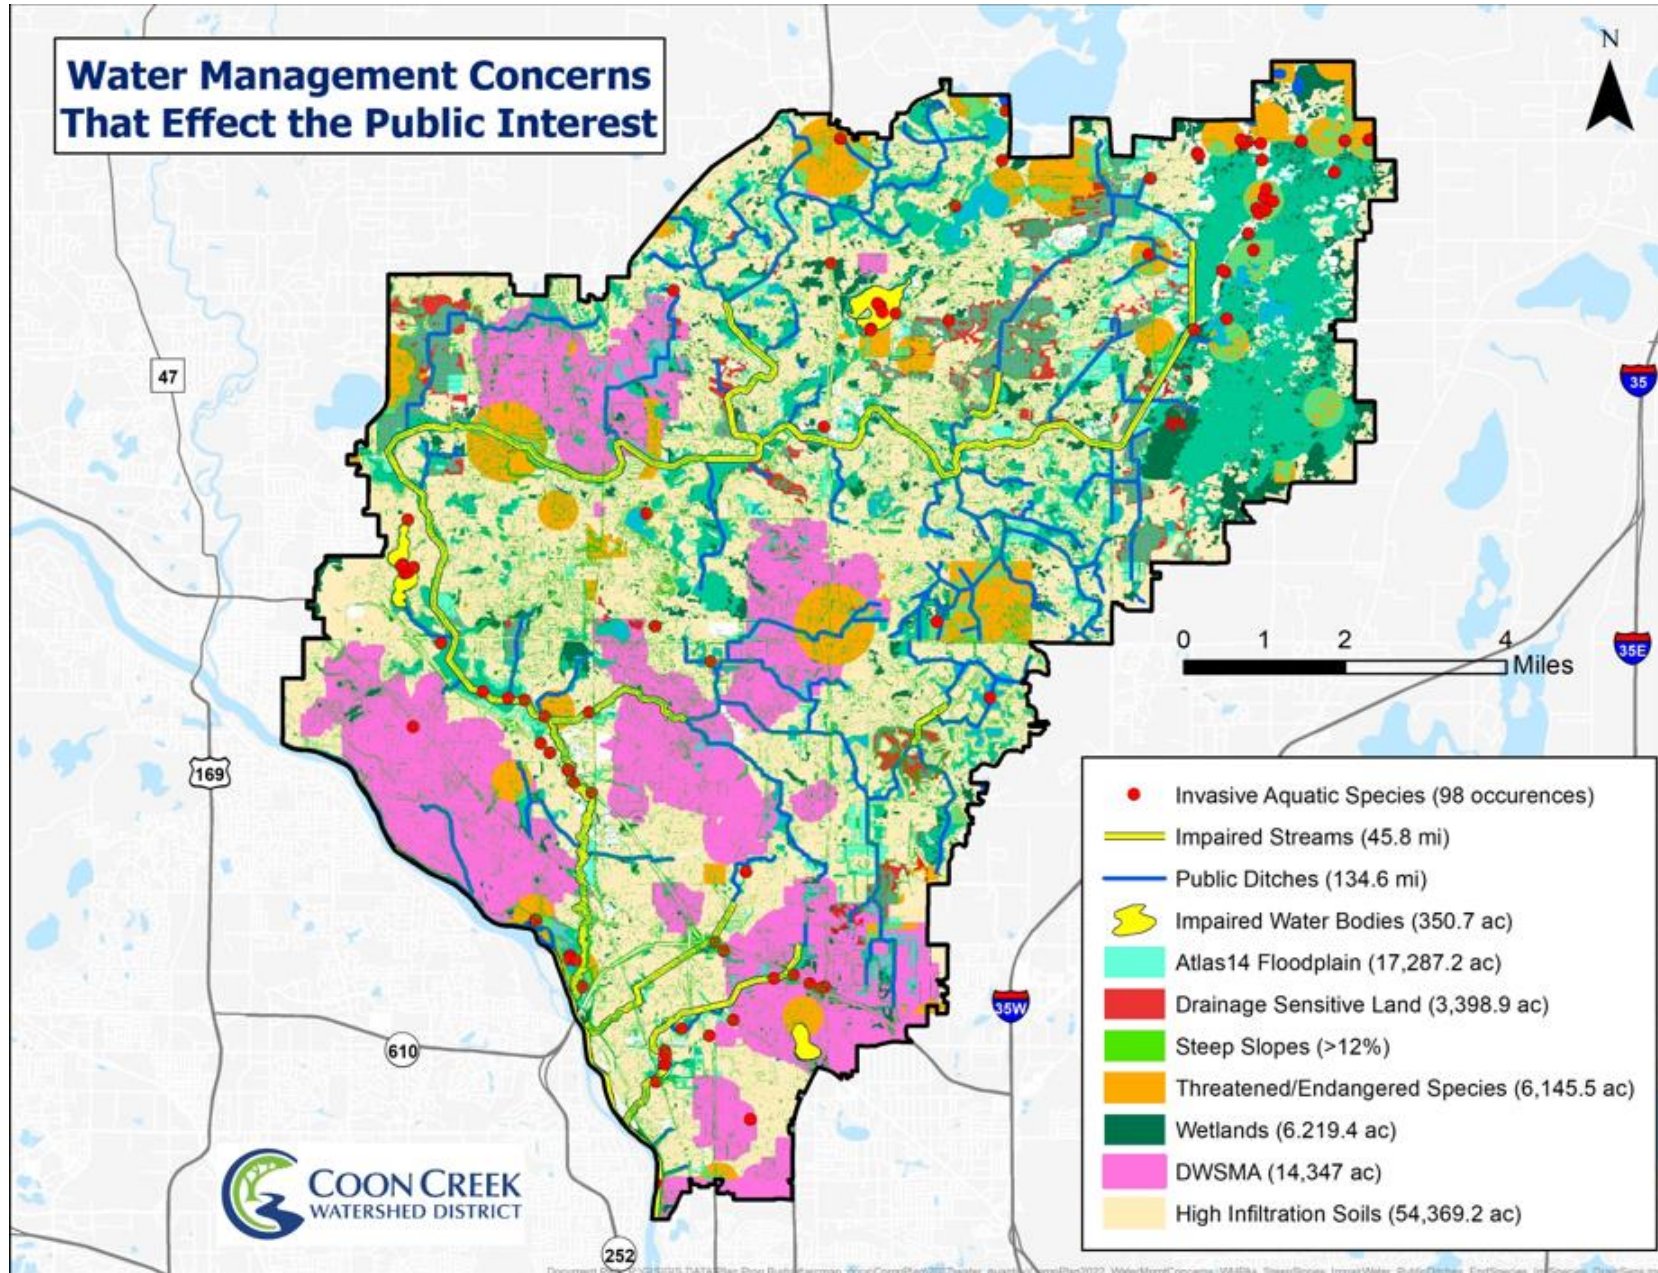 Water Management Concerns
That Effect the Public Interest
N
47
35
35E
0 1 2 4
Miles
169
35W
610
252
Invasive Aquatic Species (98 occurences)
Impaired Streams (45.8 mi)
Public Ditches (134.6 mi)
Impaired Water Bodies (350.7 ac)
Atlas14 Floodplain (17,287.2 ac)
Drainage Sensitive Land (3,398.9 ac)
Steep Slopes (>12%)
Threatened/Endangered Species (6,145.5 ac)
Wetlands (6.219.4 ac)
DWSMA (14,347 ac)
High Infiltration Soils (54,369.2 ac)
COON CREEK
WATERSHED DISTRICT